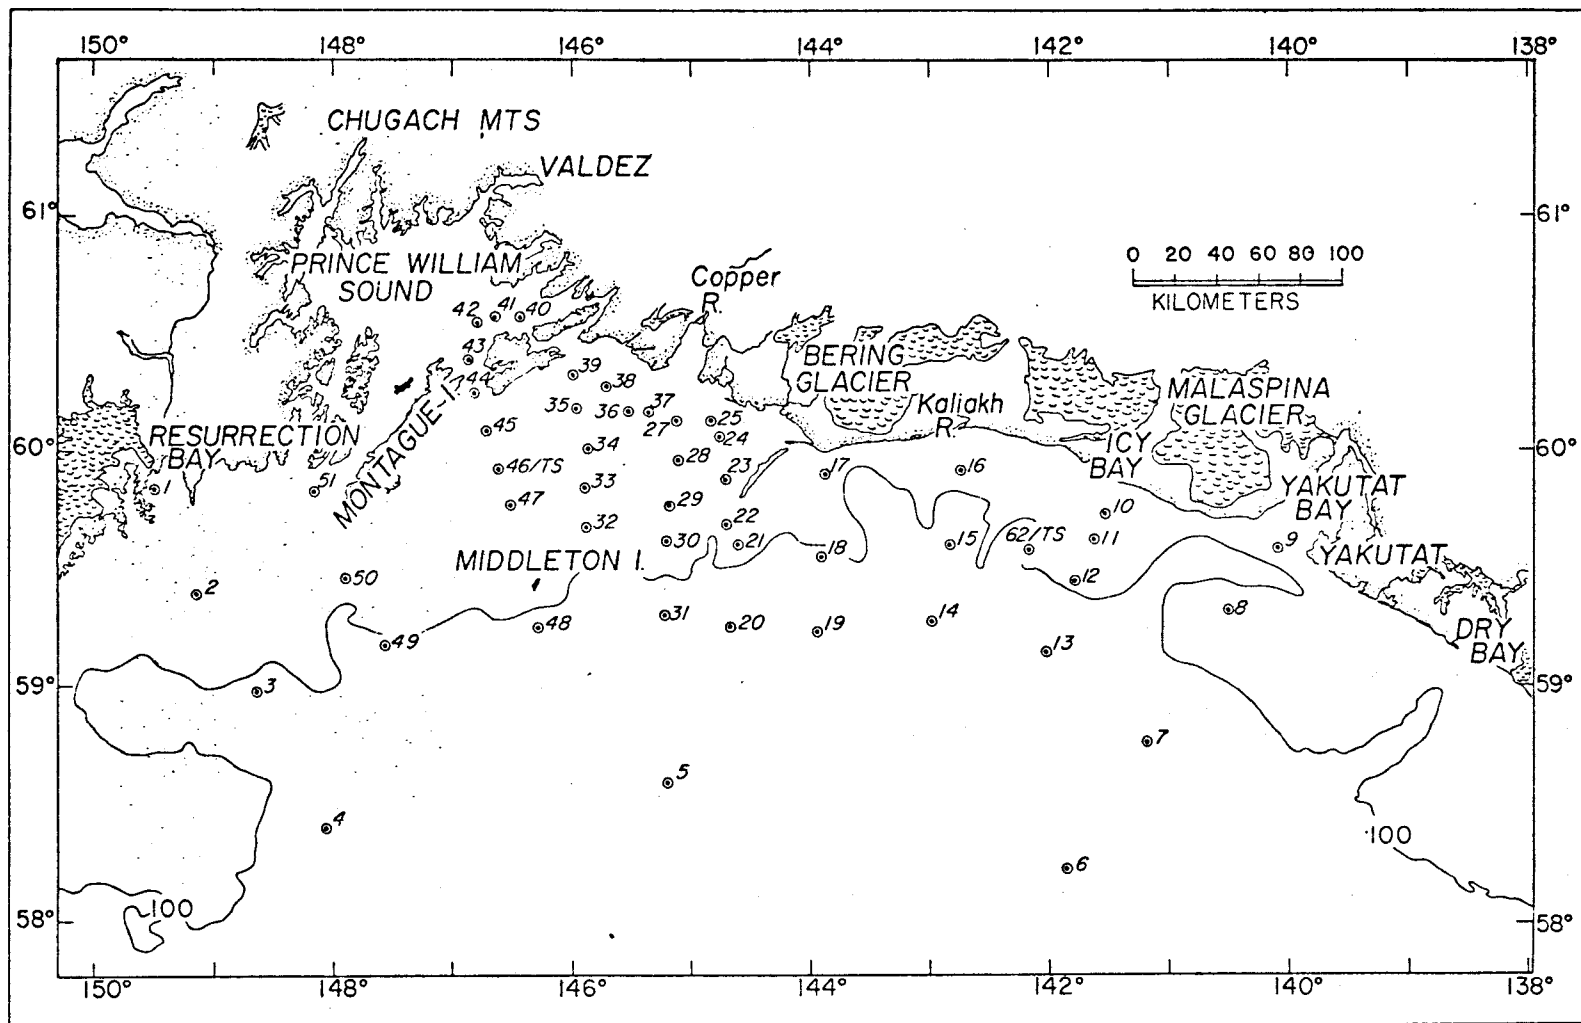 150° 148° 146° 144° 142° 140° 138°
CHUGACH MTS
VALDEZ
61° 61°
PRINCE WILLIAM
SOUND
Copper
R.
0 20 40 60 80 100
KILOMETERS
42 41 40
43
44
39
38
BERING
GLACIER
MALASPINA
GLACIER
MONTAGUE I.
35 36 37
27 25
24
Kaliakh
R.
RESURRECTION
BAY
45
34
28
60° 60°
ICY
BAY
46/TS
33
23
17
16
1
51
47
29
YAKUTAT
BAY
10
32
22
30
21
18
15
62/TS
11
9
MIDDLETON I.
YAKUTAT
50
12
2
31
8
48
20
19
14
DRY
BAY
49
13
59° 59°
3
7
5
4
100
6
100
58° 58°
150° 148° 146° 144° 142° 140° 138°